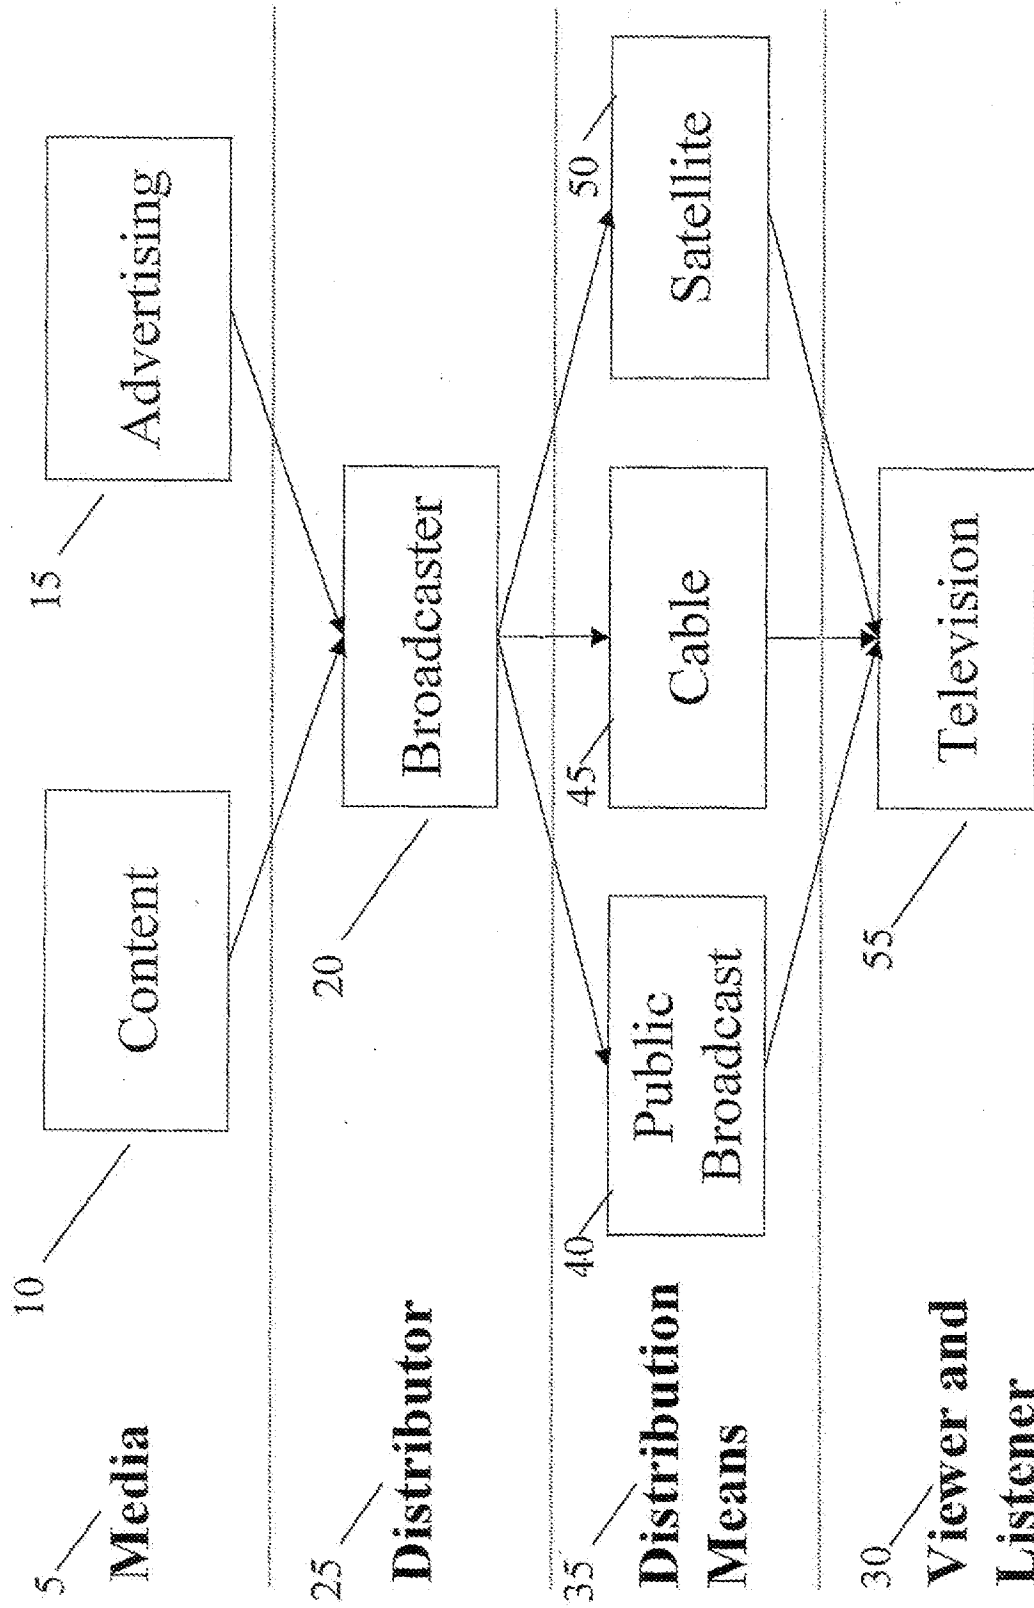 5
Media
10
Content
15
Advertising
25
Distributor
20
Broadcaster
35
Distribution
Means
40
Public
Broadcast
45
Cable
50
Satellite
30
Viewer and
Listener
55
Television